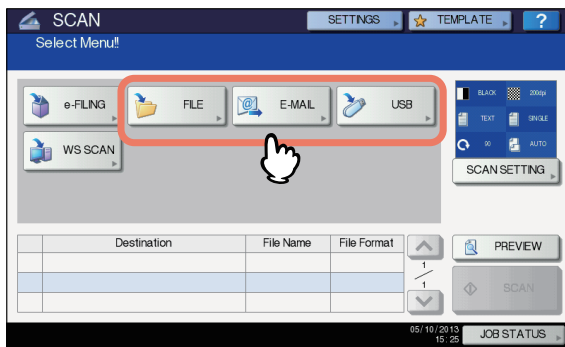 SCAN
SETTINGS
TEMPLATE
?
Select Menu!!
e-FILING
FILE
E-MAIL
USB
WS SCAN
BLACK
200dpi
TEXT
SINGLE
90
AUTO
SCAN SETTING
Destination
File Name
File Format
1
1
PREVIEW
SCAN
05/10/2013
15:25
JOB STATUS